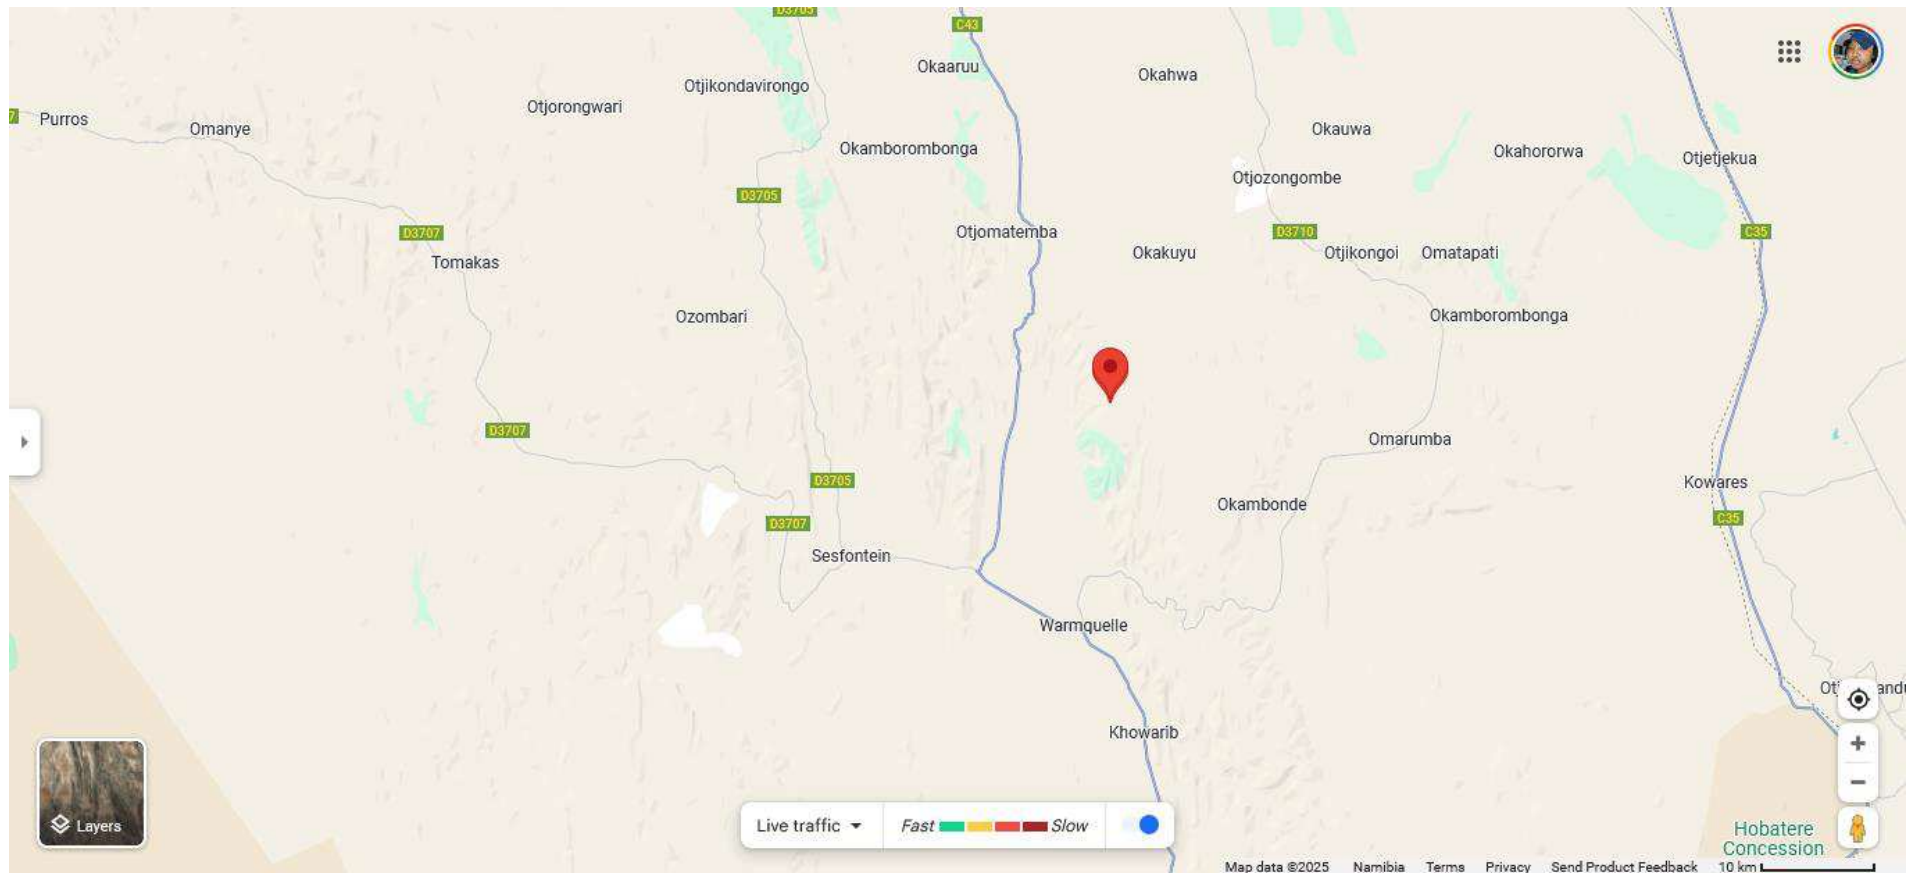 D3705
C43
Okaaruu
Okahwa
Otjikondavirongo
Otjorongwari
Purros
Omanye
Okauwa
Okamborombonga
Okahororwa
Otjetjekua
Otjozongombe
D3705
D3707
Otjomatemba
D3710
C35
Tomakas
Okakuyu
Otjikongoi
Omatapati
Ozombari
Okamborombonga
D3707
Omarumba
D3705
Kowares
Okambonde
D3707
C35
Sesfontein
Warmquelle
Khowarib
Layers
Live traffic
Fast
Slow
Hobatere
Concession
Map data ©2025
Namibia
Terms
Privacy
Send Product Feedback
10 km